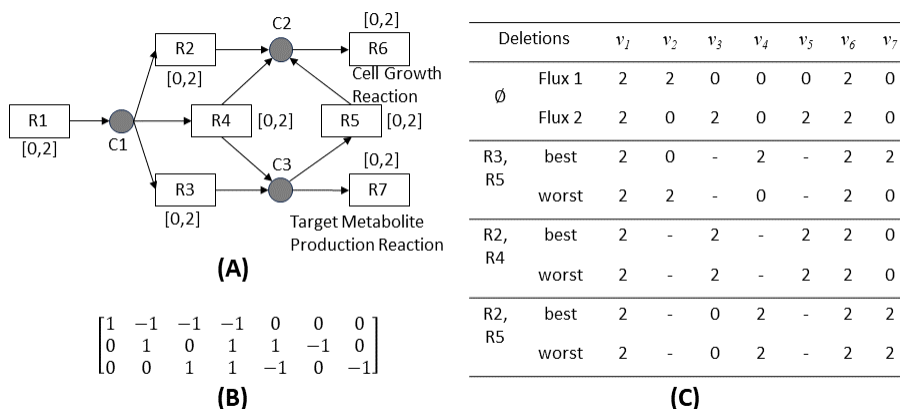 C2
R2
R6
[0,2]
[0,2]
Cell Growth
Reaction
R1
[0,2]
C1
R4
[0,2]
R5
[0,2]
C3
[0,2]
R3
[0,2]
R7
Target Metabolite
Production Reaction
(A)
[1 −1 −1 −1 0 0 0]
[0 1 0 1 1 −1 0]
[0 0 1 1 −1 0 −1]
(B)
Deletions v1 v2 v3 v4 v5 v6 v7
∅ Flux 1 2 2 0 0 0 2 0
Flux 2 2 0 2 0 2 2 0
R3, R5 best 2 0 - 2 - 2 2
worst 2 2 - 0 - 2 0
R2, R4 best 2 - 2 - 2 2 0
worst 2 - 2 - 2 2 0
R2, R5 best 2 - 0 2 - 2 2
worst 2 - 0 2 - 2 2
(C)